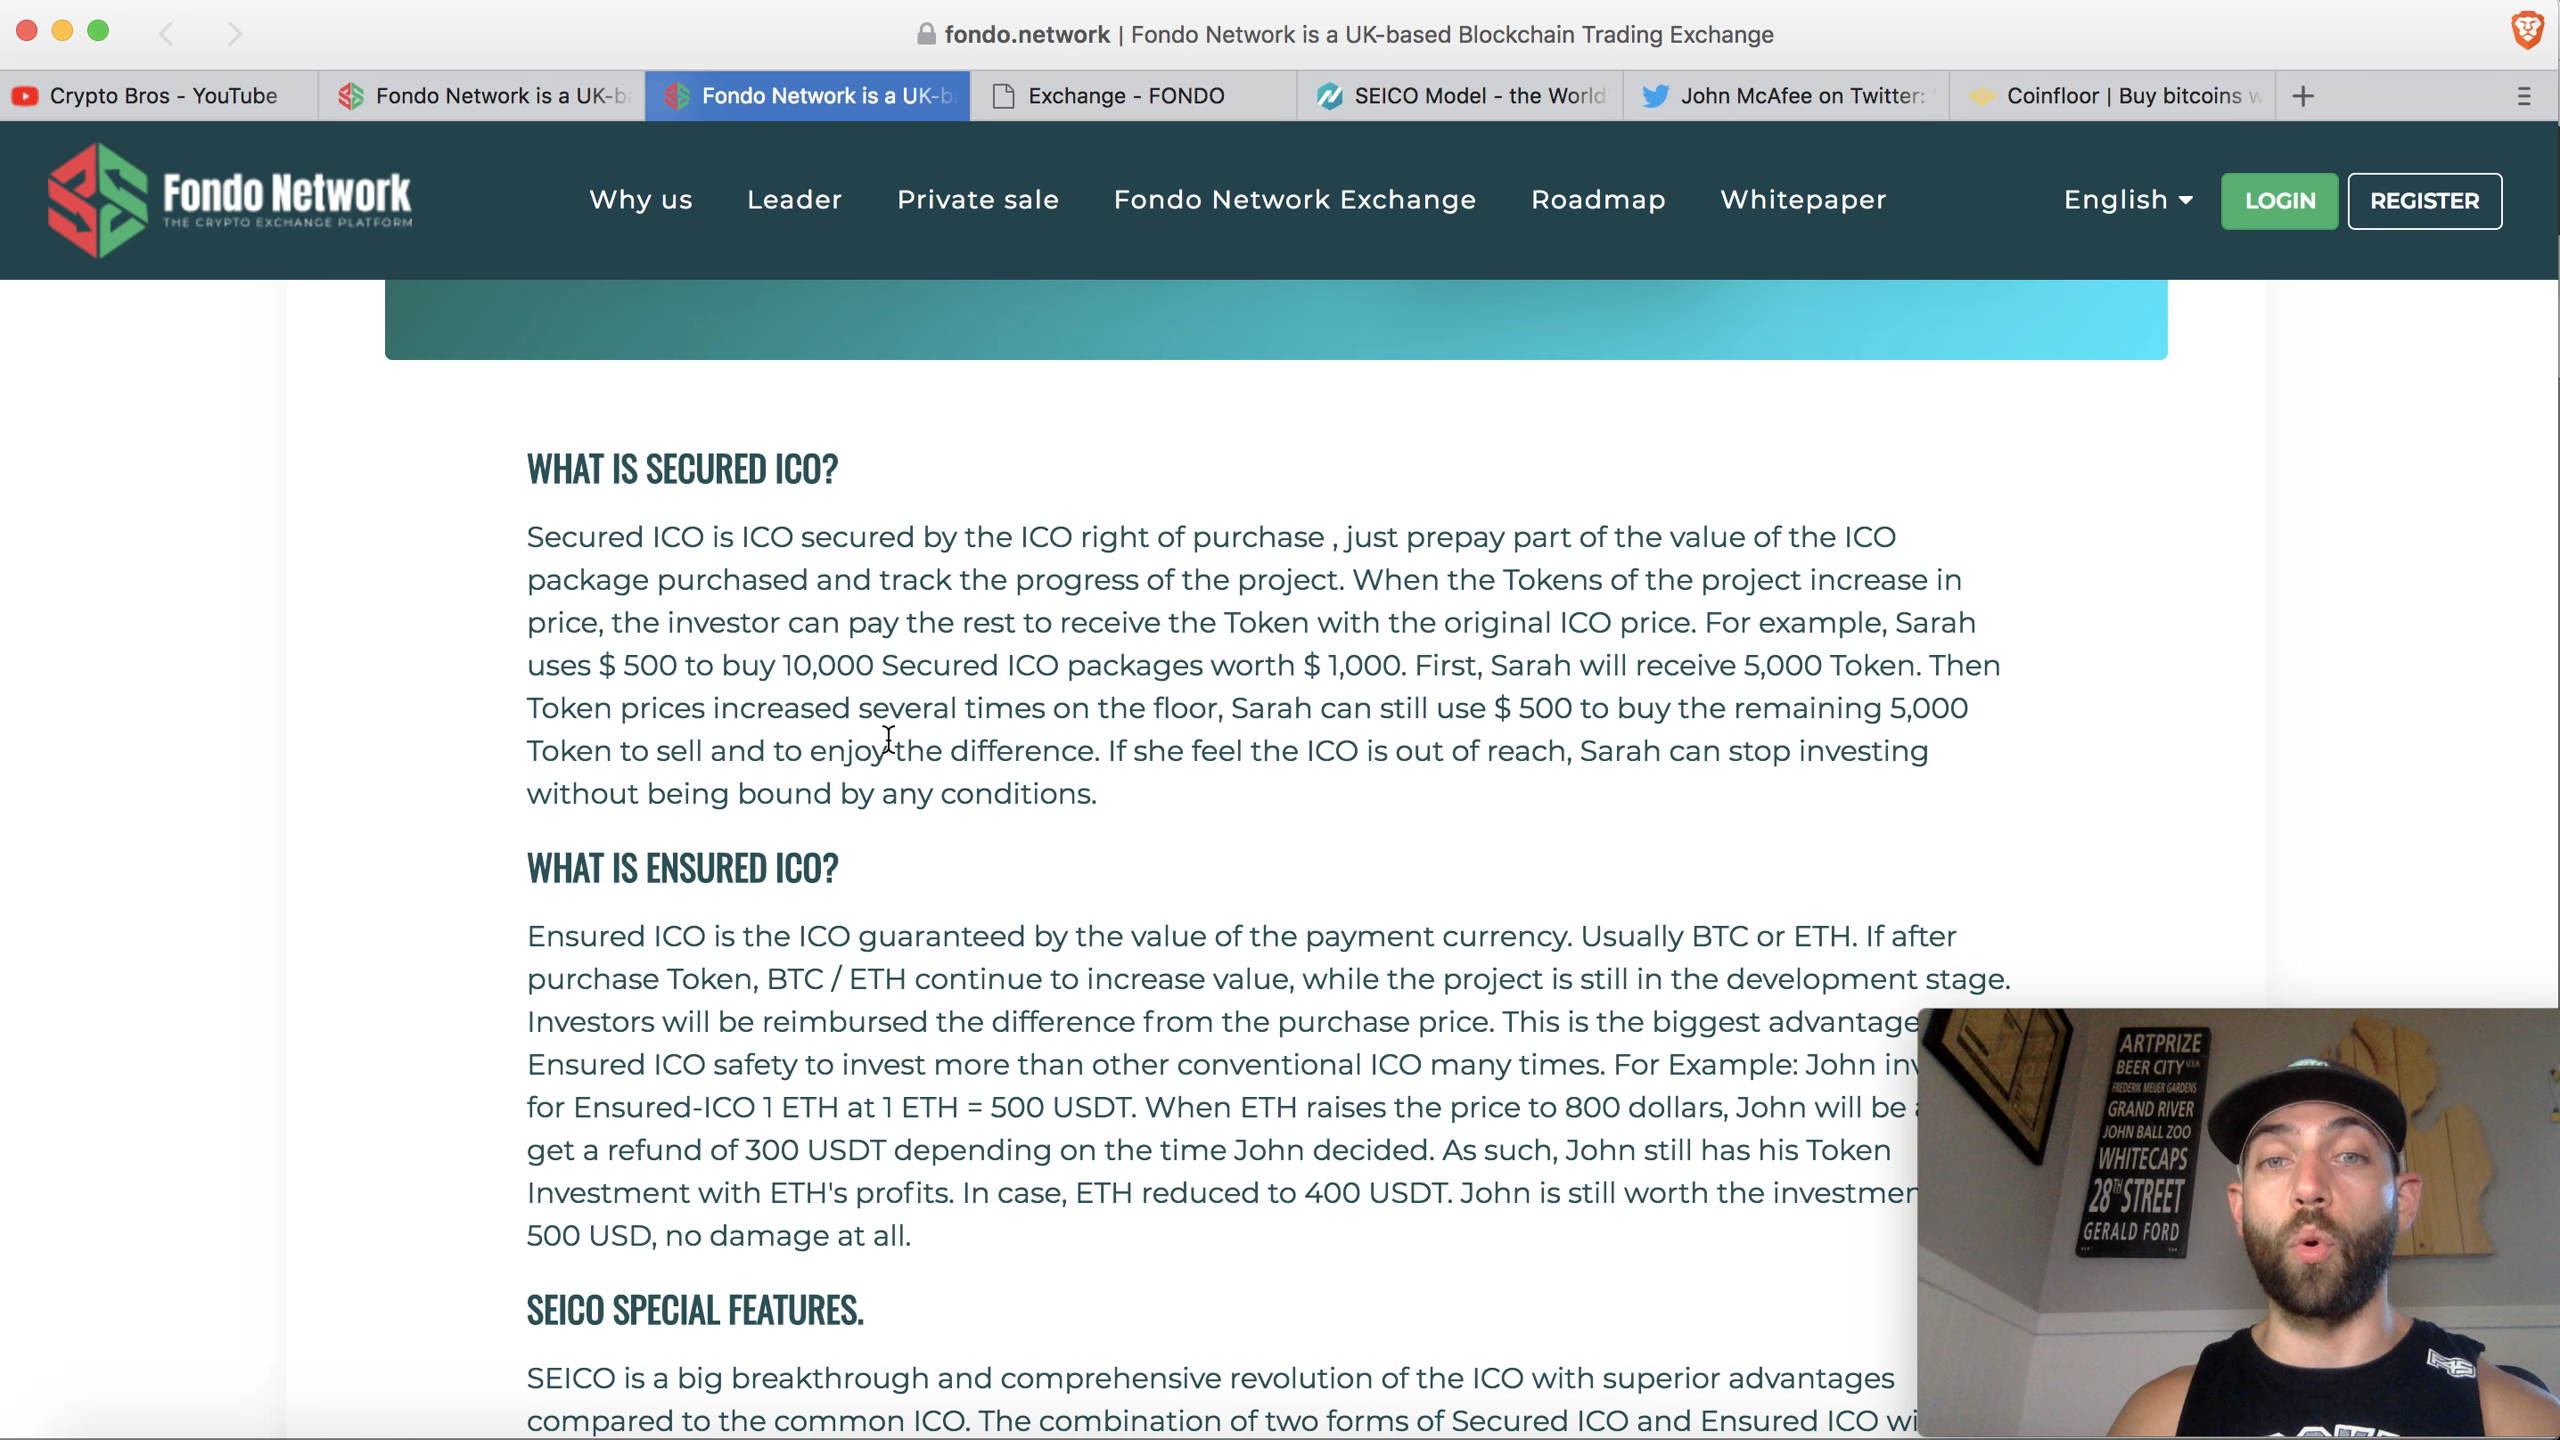 fondo.network | Fondo Network is a UK-based Blockchain Trading Exchange
Crypto Bros - YouTube
Fondo Network is a UK-b
Fondo Network is a UK-b
Exchange - FONDO
SEICO Model - the World
John McAfee on Twitter:
Coinfloor | Buy bitcoins w
Fondo Network
THE CRYPTO EXCHANGE PLATFORM
Why us
Leader
Private sale
Fondo Network Exchange
Roadmap
Whitepaper
English
LOGIN
REGISTER
WHAT IS SECURED ICO?
Secured ICO is ICO secured by the ICO right of purchase , just prepay part of the value of the ICO
package purchased and track the progress of the project. When the Tokens of the project increase in
price, the investor can pay the rest to receive the Token with the original ICO price. For example, Sarah
uses $ 500 to buy 10,000 Secured ICO packages worth $ 1,000. First, Sarah will receive 5,000 Token. Then
Token prices increased several times on the floor, Sarah can still use $ 500 to buy the remaining 5,000
Token to sell and to enjoy the difference. If she feel the ICO is out of reach, Sarah can stop investing
without being bound by any conditions.
WHAT IS ENSURED ICO?
Ensured ICO is the ICO guaranteed by the value of the payment currency. Usually BTC or ETH. If after
purchase Token, BTC / ETH continue to increase value, while the project is still in the development stage.
Investors will be reimbursed the difference from the purchase price. This is the biggest advantage
Ensured ICO safety to invest more than other conventional ICO many times. For Example: John inv
for Ensured-ICO 1 ETH at 1 ETH = 500 USDT. When ETH raises the price to 800 dollars, John will be
get a refund of 300 USDT depending on the time John decided. As such, John still has his Token
Investment with ETH's profits. In case, ETH reduced to 400 USDT. John is still worth the investmen
500 USD, no damage at all.
SEICO SPECIAL FEATURES.
SEICO is a big breakthrough and comprehensive revolution of the ICO with superior advantages
compared to the common ICO. The combination of two forms of Secured ICO and Ensured ICO wi
ARTPRIZE
BEER CITY USA
FREDERIK MEIJER GARDENS
GRAND RIVER
JOHN BALL ZOO
WHITECAPS
28TH STREET
GERALD FORD